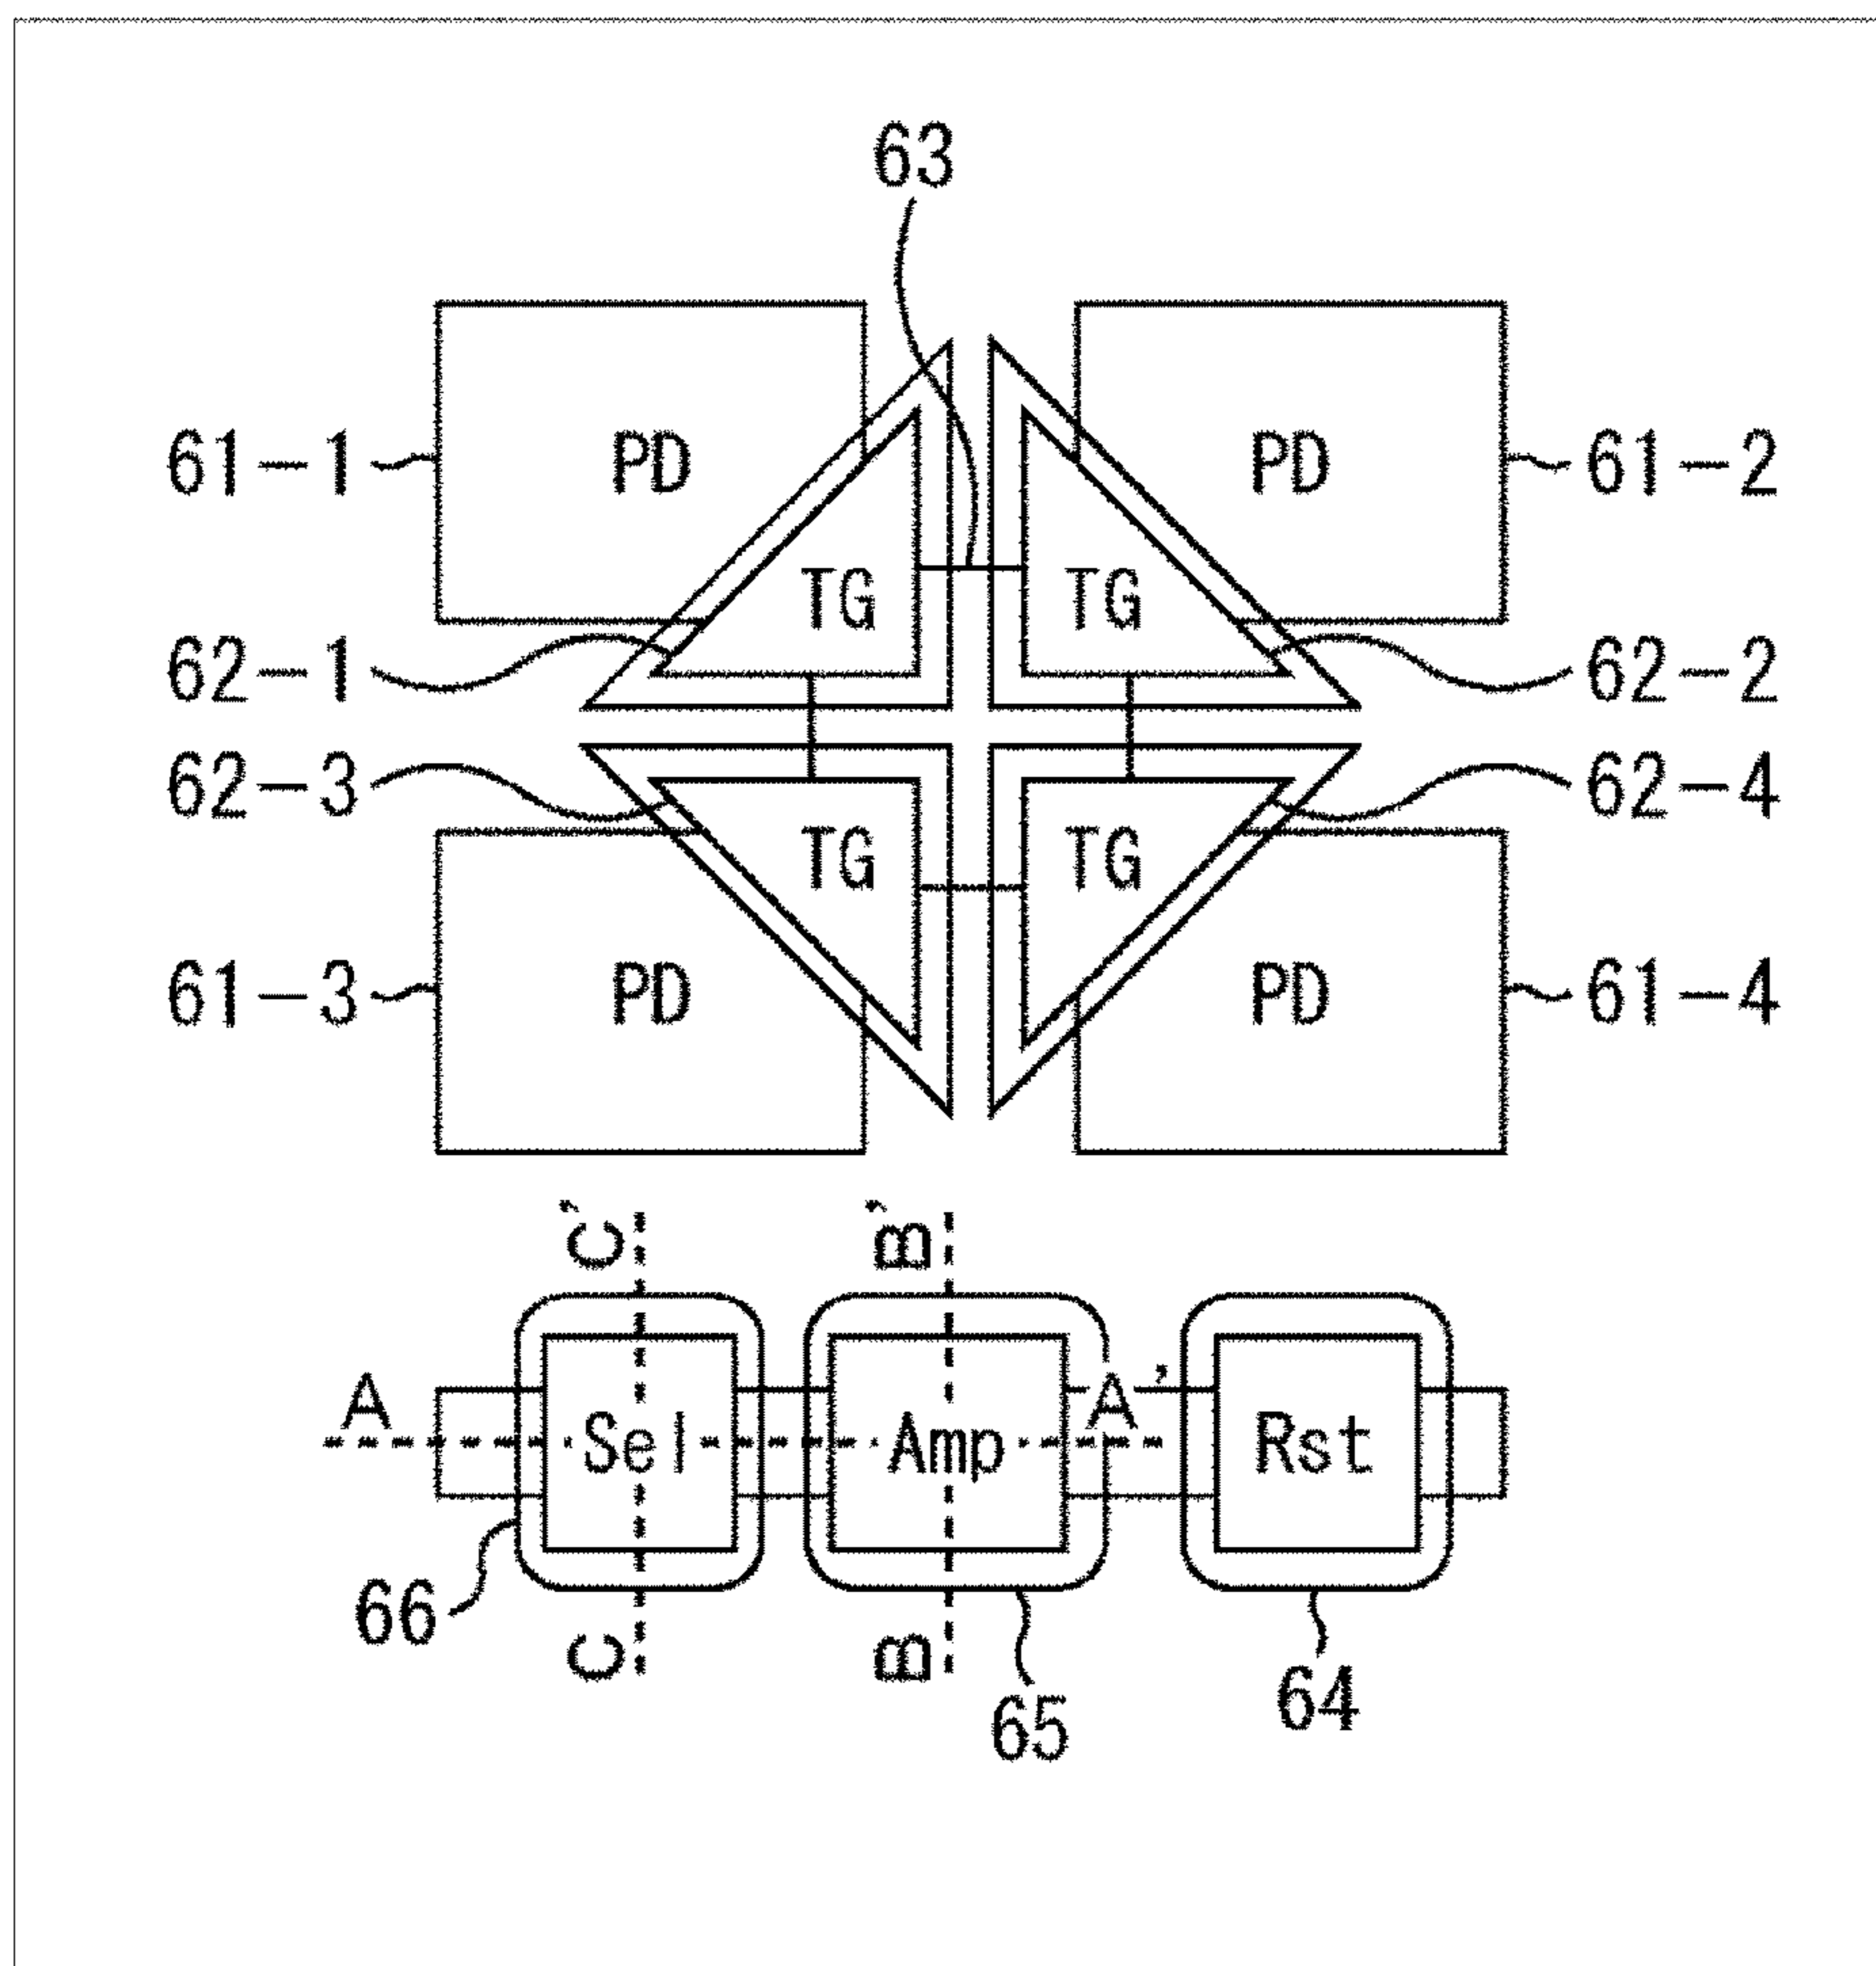 63
61-1 PD PD 61-2
TG TG
62-1 62-2
62-3 62-4
TG TG
61-3 PD PD 61-4
C' B'
A Sel Amp A' Rst
66 C B 65 64